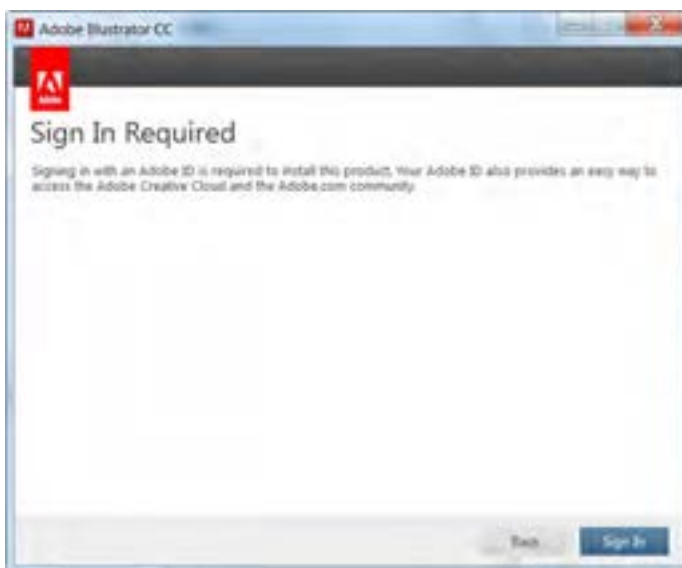 Adobe Illustrator CC
Adobe
Sign In Required
Signing in with an Adobe ID is required to install this product. Your Adobe ID also provides an easy way to
access the Adobe Creative Cloud and the Adobe.com community.
Back
Sign In